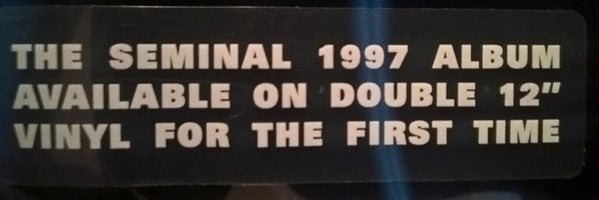 THE SEMINAL 1997 ALBUM
AVAILABLE ON DOUBLE 12"
VINYL FOR THE FIRST TIME